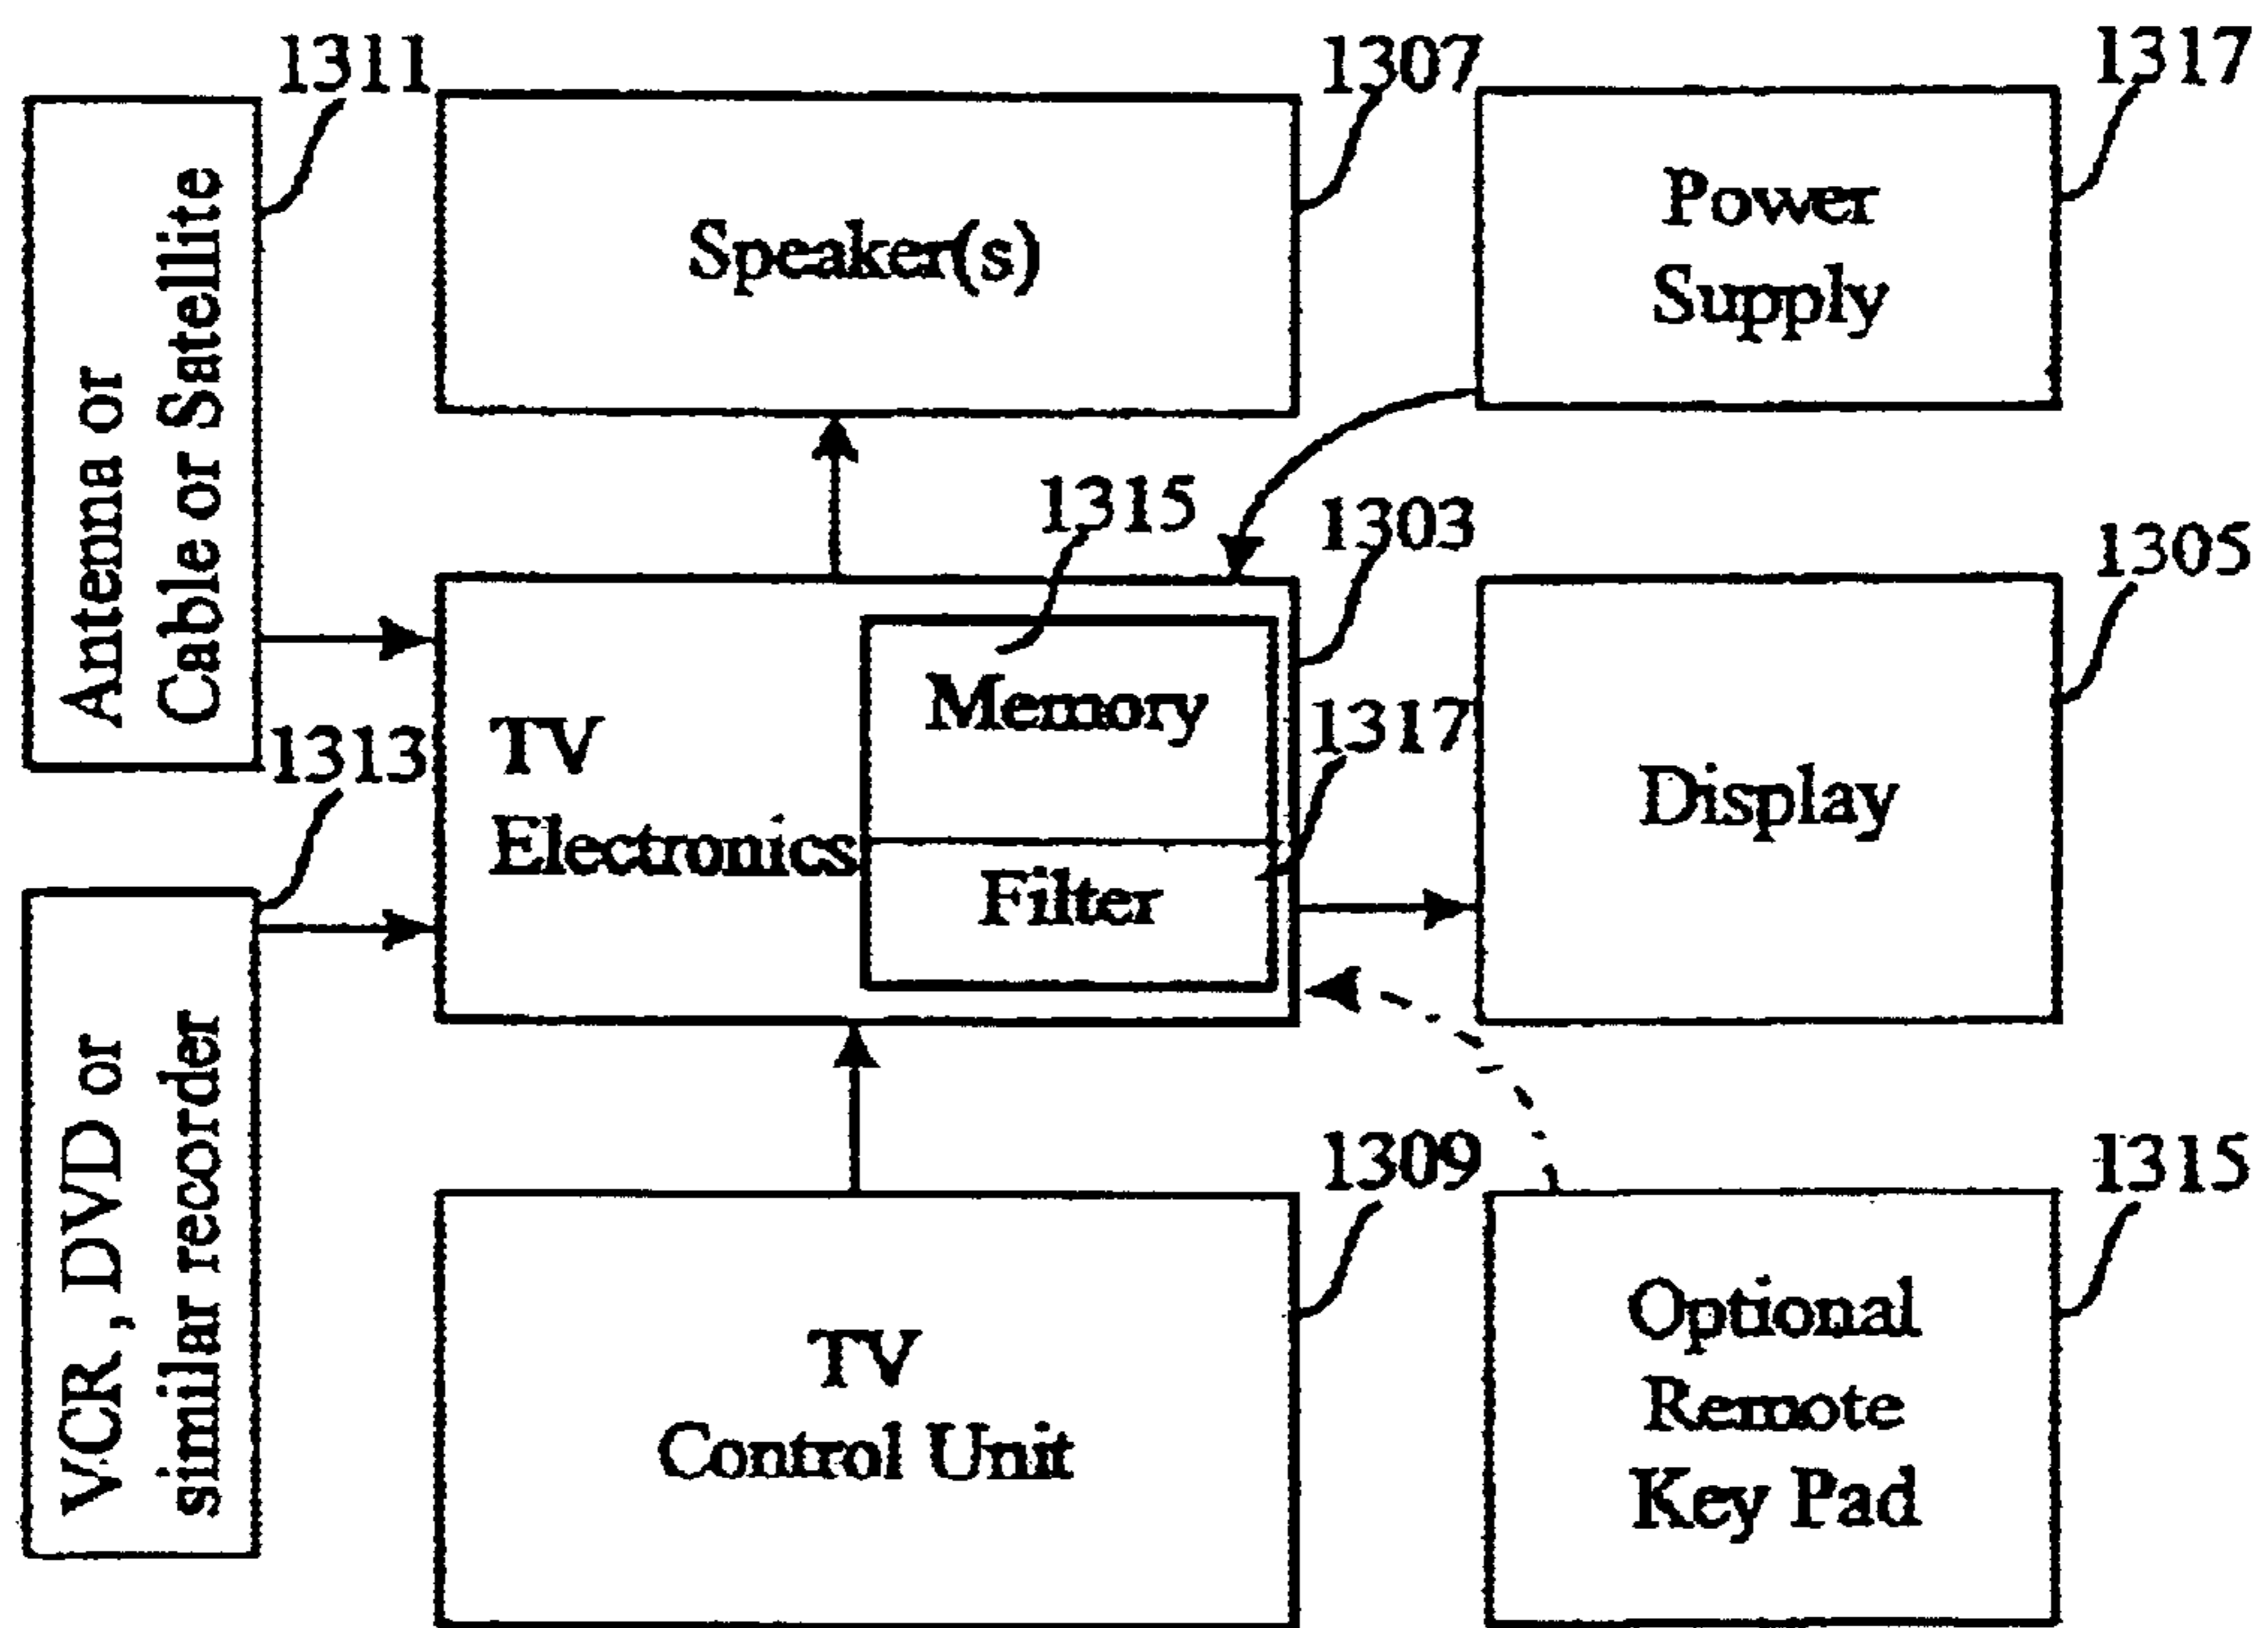 1311
1307
1317
Antenna or
Cable or Satellite
Speaker(s)
Power
Supply
1315
1303
1305
TV
Electronics
Memory
1317
Filter
Display
1313
VCR, DVD or
similar recorder
1309
1315
TV
Control Unit
Optional
Remote
Key Pad